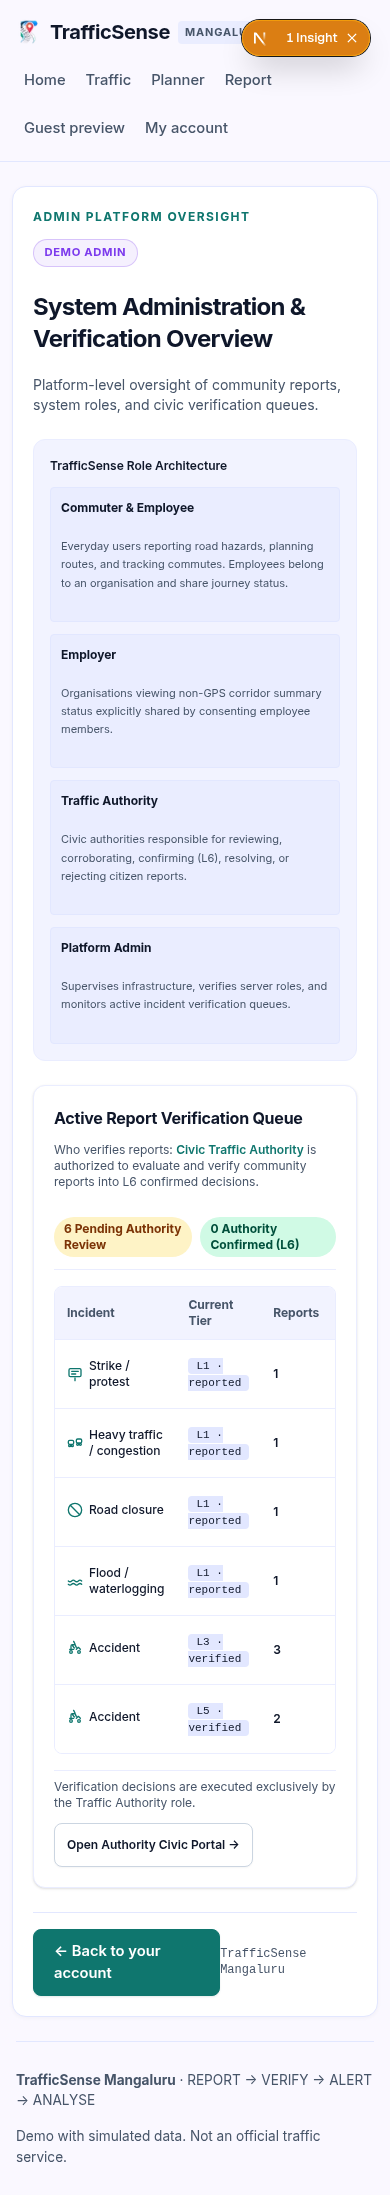 TrafficSense
1 Insight
Home Traffic Planner Report
Guest preview My account
ADMIN PLATFORM OVERSIGHT
DEMO ADMIN
System Administration &
Verification Overview
Platform-level oversight of community reports,
system roles, and civic verification queues.
TrafficSense Role Architecture
Commuter & Employee
Everyday users reporting road hazards, planning
routes, and tracking commutes. Employees belong
to an organisation and share journey status.
Employer
Organisations viewing non-GPS corridor summary
status explicitly shared by consenting employee
members.
Traffic Authority
Civic authorities responsible for reviewing,
corroborating, confirming (L6), resolving, or
rejecting citizen reports.
Platform Admin
Supervises infrastructure, verifies server roles, and
monitors active incident verification queues.
Active Report Verification Queue
Who verifies reports: Civic Traffic Authority is
authorized to evaluate and verify community
reports into L6 confirmed decisions.
6 Pending Authority
Review
0 Authority
Confirmed (L6)
Incident Current
Tier Reports
Strike /
protest
L1 ·
reported
1
Heavy traffic
/ congestion
L1 ·
reported
1
Road closure
L1 ·
reported
1
Flood /
waterlogging
L1 ·
reported
1
Accident
L3 ·
verified
3
Accident
L5 ·
verified
2
Verification decisions are executed exclusively by
the Traffic Authority role.
Open Authority Civic Portal →
← Back to your
account
TrafficSense
Mangaluru
TrafficSense Mangaluru · REPORT → VERIFY → ALERT
→ ANALYSE
Demo with simulated data. Not an official traffic
service.